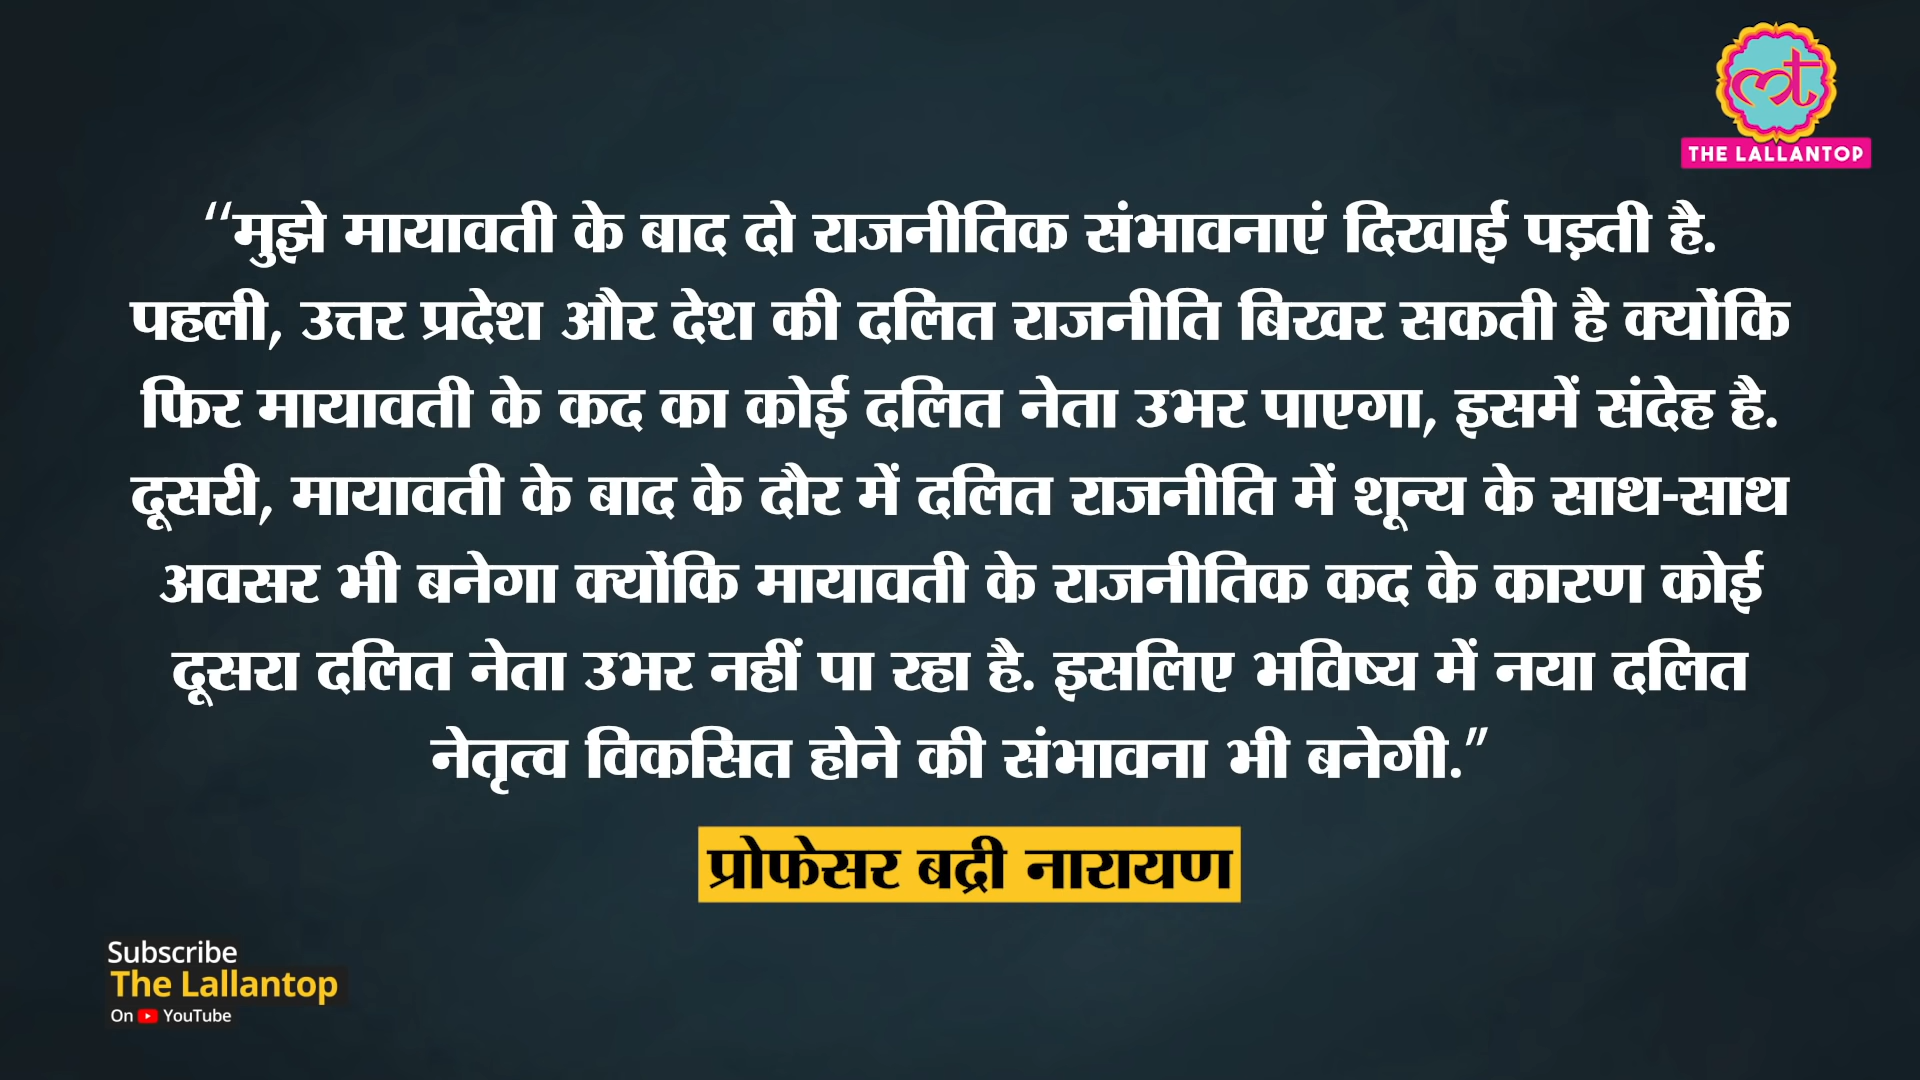 THE LALLANTOP
“मुझे मायावती के बाद दो राजनीतिक संभावनाएं दिखाई पड़ती है.
पहली, उत्तर प्रदेश और देश की दलित राजनीति बिखर सकती है क्योंकि
फिर मायावती के कद का कोई दलित नेता उभर पाएगा, इसमें संदेह है.
दूसरी, मायावती के बाद के दौर में दलित राजनीति में शून्य के साथ-साथ
अवसर भी बनेगा क्योंकि मायावती के राजनीतिक कद के कारण कोई
दूसरा दलित नेता उभर नहीं पा रहा है. इसलिए भविष्य में नया दलित
नेतृत्व विकसित होने की संभावना भी बनेगी.”
प्रोफेसर बद्री नारायण
Subscribe
The Lallantop
On YouTube